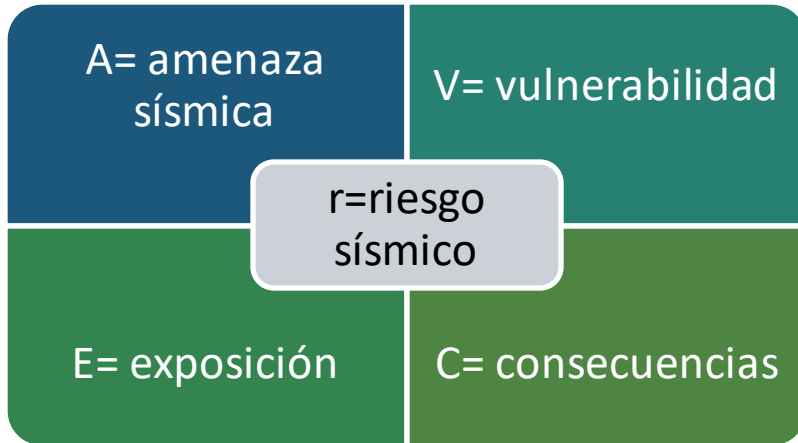 A= amenaza
sísmica
V= vulnerabilidad
r=riesgo
sísmico
E= exposición
C= consecuencias